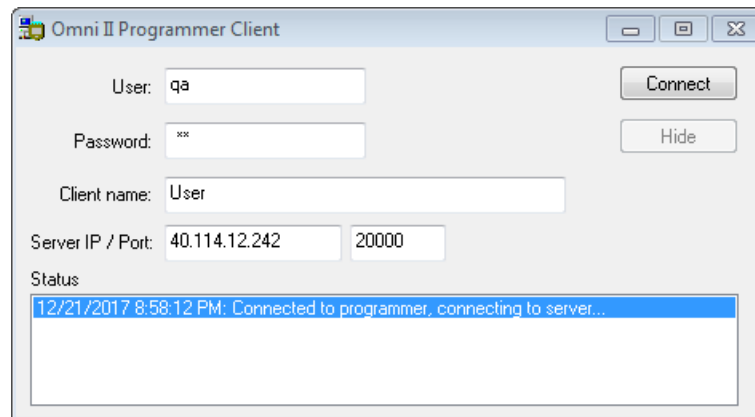 Omni II Programmer Client
User: qa
Connect
Password: **
Hide
Client name: User
Server IP / Port: 40.114.12.242 20000
Status
12/21/2017 8:58:12 PM: Connected to programmer, connecting to server...